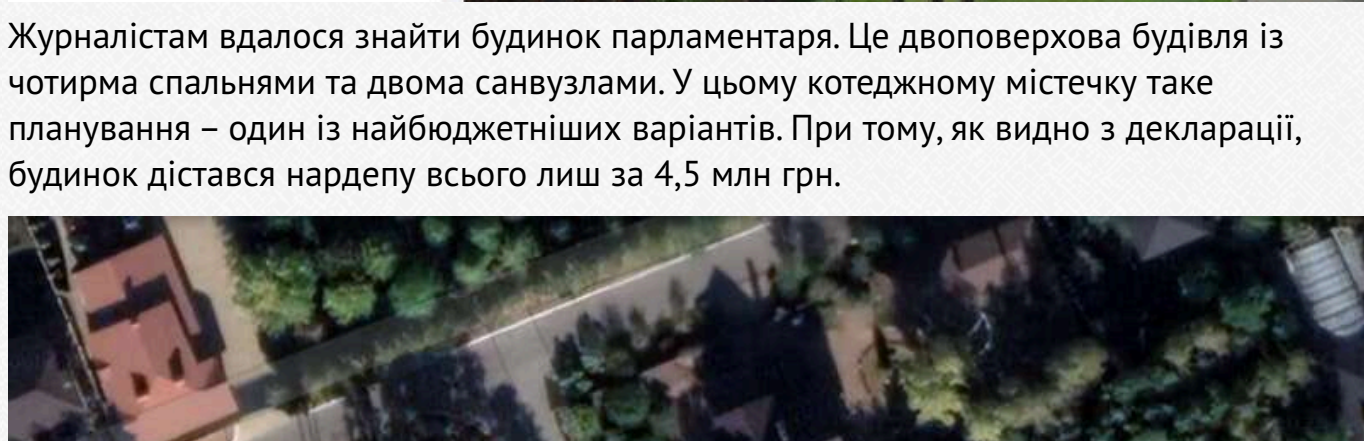 Журналістам вдалося знайти будинок парламентаря. Це двоповерхова будівля із
чотирма спальнями та двома санвузлами. У цьому котеджному містечку таке
планування – один із найбюджетніших варіантів. При тому, як видно з декларації,
будинок дістався нардепу всього лиш за 4,5 млн грн.